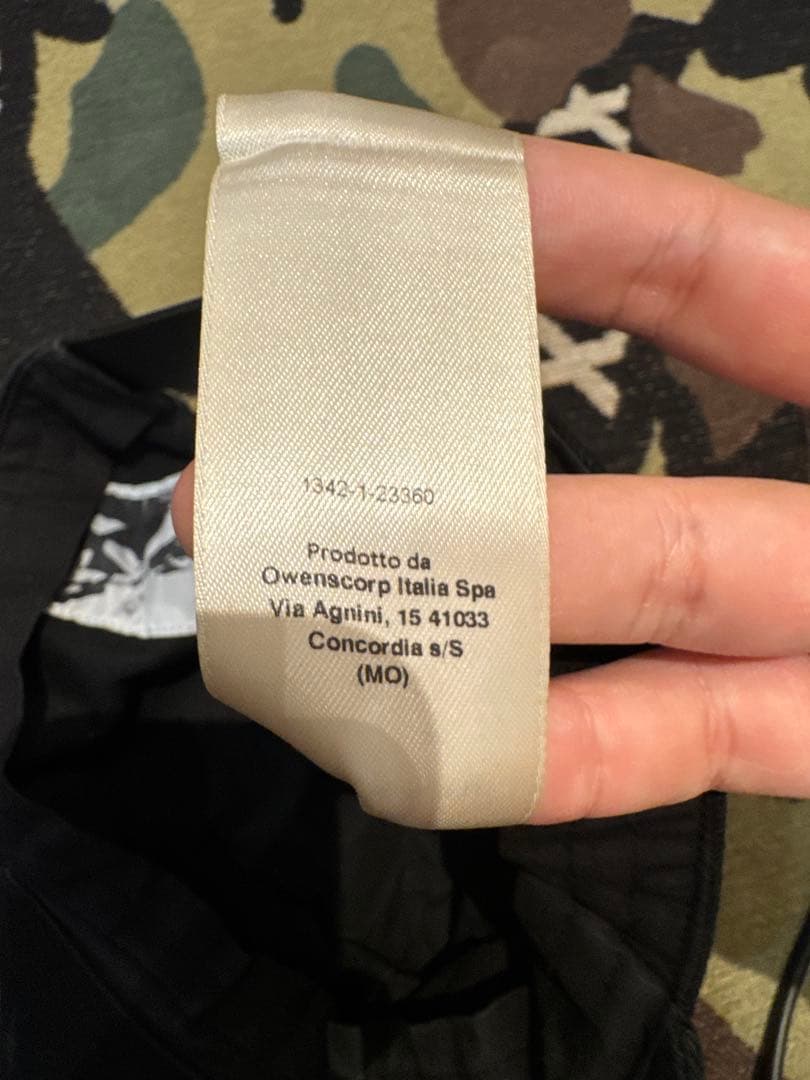 1342-1-23360
Prodotto da
Owenscorp Italia Spa
Via Agnini, 15 41033
Concordia s/S
(MO)